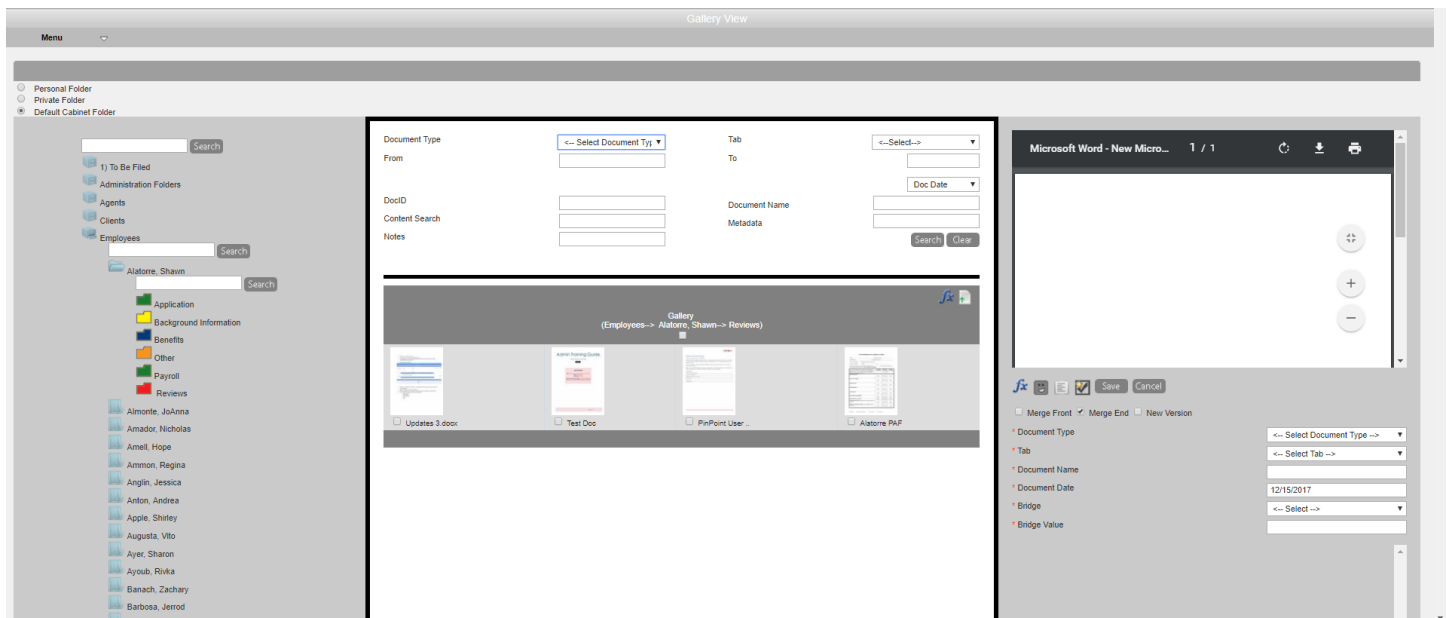 Gallery View
Menu
Personal Folder
Private Folder
Default Cabinet Folder
Search
1) To Be Filed
Administration Folders
Agents
Clients
Employees
Search
Alatorre, Shawn
Search
Application
Background Information
Benefits
Other
Payroll
Reviews
Almonte, JoAnna
Amador, Nicholas
Amell, Hope
Ammon, Regina
Anglin, Jessica
Anton, Andrea
Apple, Shirley
Augusta, Vito
Ayer, Sharon
Ayoub, Rivka
Banach, Zachary
Barbosa, Jerrod
Document Type <-- Select Document Typ Tab <--Select-->
From To
Doc Date
DocID Document Name
Content Search Metadata
Notes Search Clear
fx
Gallery
(Employees--> Alatorre, Shawn--> Reviews)
Admin Training Guide
Updates 3.docx Test Doc PinPoint User .. Alatorre PAF
Microsoft Word - New Micro... 1 / 1
fx Save Cancel
Merge Front Merge End New Version
* Document Type <-- Select Document Type -->
* Tab <-- Select Tab -->
* Document Name
* Document Date 12/15/2017
* Bridge <-- Select -->
* Bridge Value